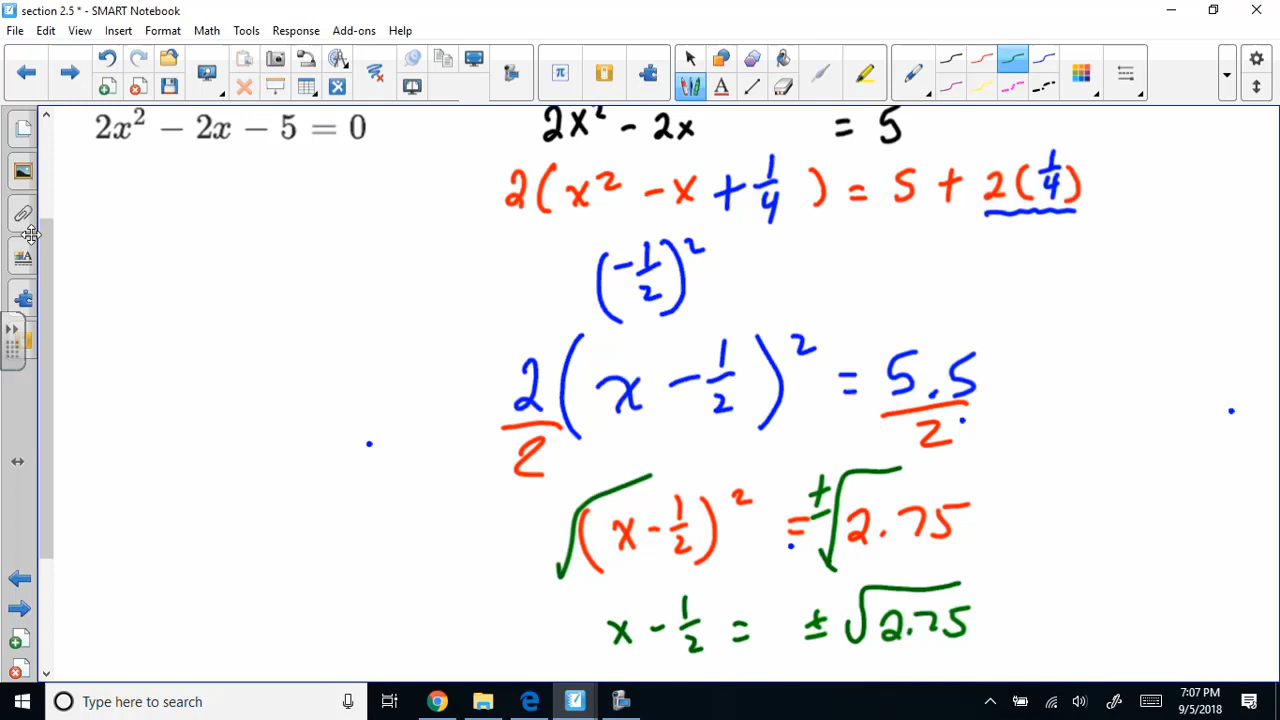 section 2.5 * - SMART Notebook
File Edit View Insert Format Math Tools Response Add-ons Help
2x² − 2x − 5 = 0
2x² - 2x = 5
2(x² - x + 1/4) = 5 + 2(1/4)
(-1/2)²
2(x - 1/2)² = 5.5
2 2
√(x - 1/2)² = ±√2.75
x - 1/2 = ±√2.75
Type here to search
7:07 PM
9/5/2018